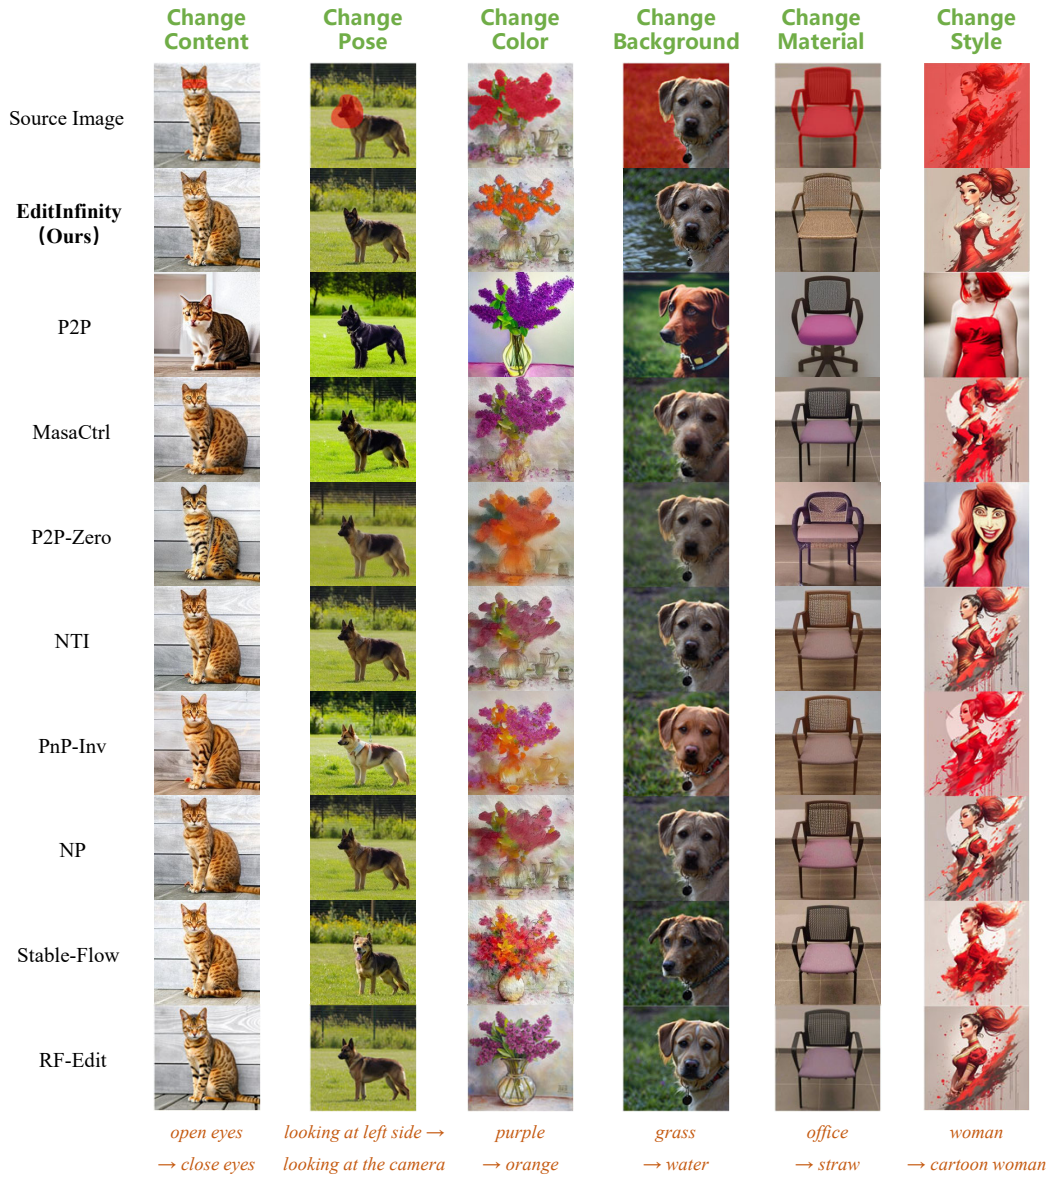 Change Content
Change Pose
Change Color
Change Background
Change Material
Change Style
Source Image
EditInfinity
(Ours)
P2P
MasaCtrl
P2P-Zero
NTI
PnP-Inv
NP
Stable-Flow
RF-Edit
open eyes
→ close eyes
looking at left side →
looking at the camera
purple
→ orange
grass
→ water
office
→ straw
woman
→ cartoon woman